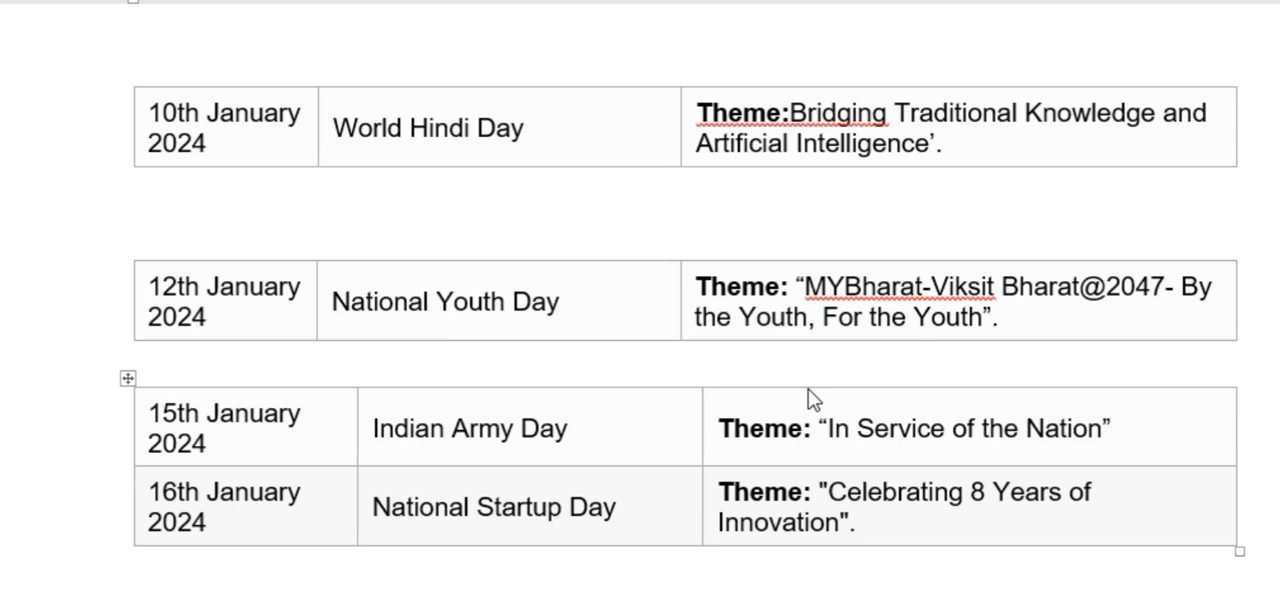 10th January
2024
World Hindi Day
Theme:Bridging Traditional Knowledge and
Artificial Intelligence’.
12th January
2024
National Youth Day
Theme: “MYBharat-Viksit Bharat@2047- By
the Youth, For the Youth”.
15th January
2024
Indian Army Day
Theme: “In Service of the Nation”
16th January
2024
National Startup Day
Theme: "Celebrating 8 Years of
Innovation".